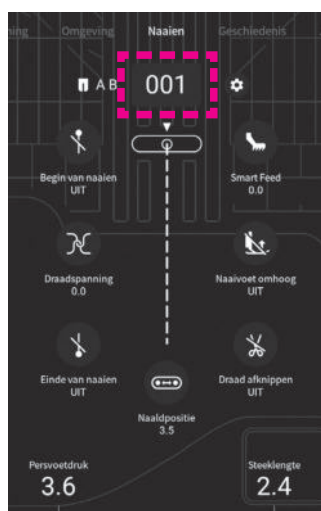 ning Omgeving Naaien Geschiedenis
A B 001
Begin van naaien
UIT
Smart Feed
0.0
Draadspanning
0.0
Naaivoet omhoog
UIT
Einde van naaien
UIT
Draad afknippen
UIT
Naaldpositie
3.5
Persvoetdruk
3.6
Steeklengte
2.4